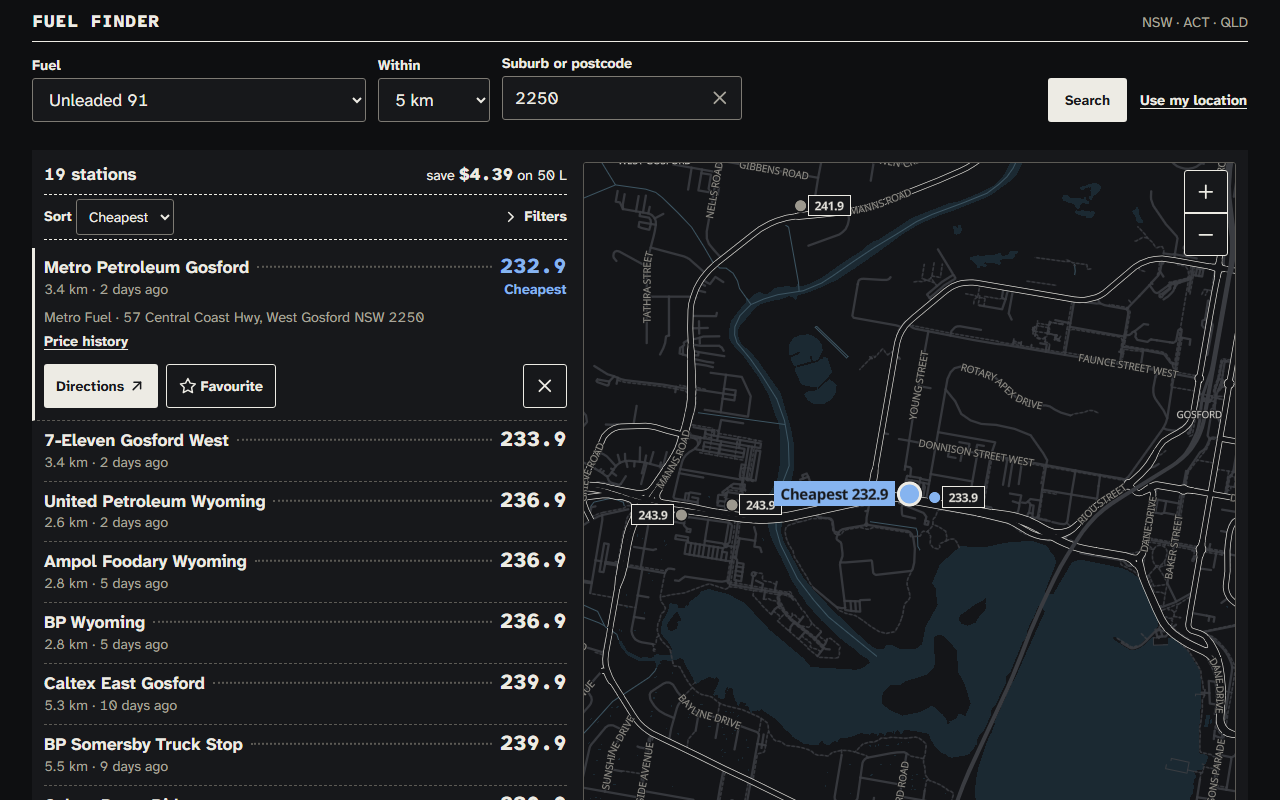 FUEL FINDER
NSW · ACT · QLD
Fuel
Within
Suburb or postcode
Unleaded 91
5 km
2250
Search
Use my location
19 stations
save $4.39 on 50 L
Sort
Cheapest
Filters
Metro Petroleum Gosford
232.9
3.4 km · 2 days ago
Cheapest
Metro Fuel · 57 Central Coast Hwy, West Gosford NSW 2250
Price history
Directions
Favourite
7-Eleven Gosford West
233.9
3.4 km · 2 days ago
United Petroleum Wyoming
236.9
2.6 km · 2 days ago
Ampol Foodary Wyoming
236.9
2.8 km · 5 days ago
BP Wyoming
236.9
2.8 km · 5 days ago
Caltex East Gosford
239.9
5.3 km · 10 days ago
BP Somersby Truck Stop
239.9
5.5 km · 9 days ago
GIBBENS ROAD
NELLS ROAD
241.9
MANNS ROAD
+
−
TATHRA STREET
FAUNCE STREET WEST
ROTARY APEX DRIVE
YOUNG STREET
GOSFORD
DONNISON STREET WEST
MANNS ROAD
Cheapest 232.9
233.9
243.9
243.9
RIOU STREET
DANE DRIVE
BAKER STREET
DANE DRIVE
BAYLINE DRIVE
SUNSHINE DRIVE